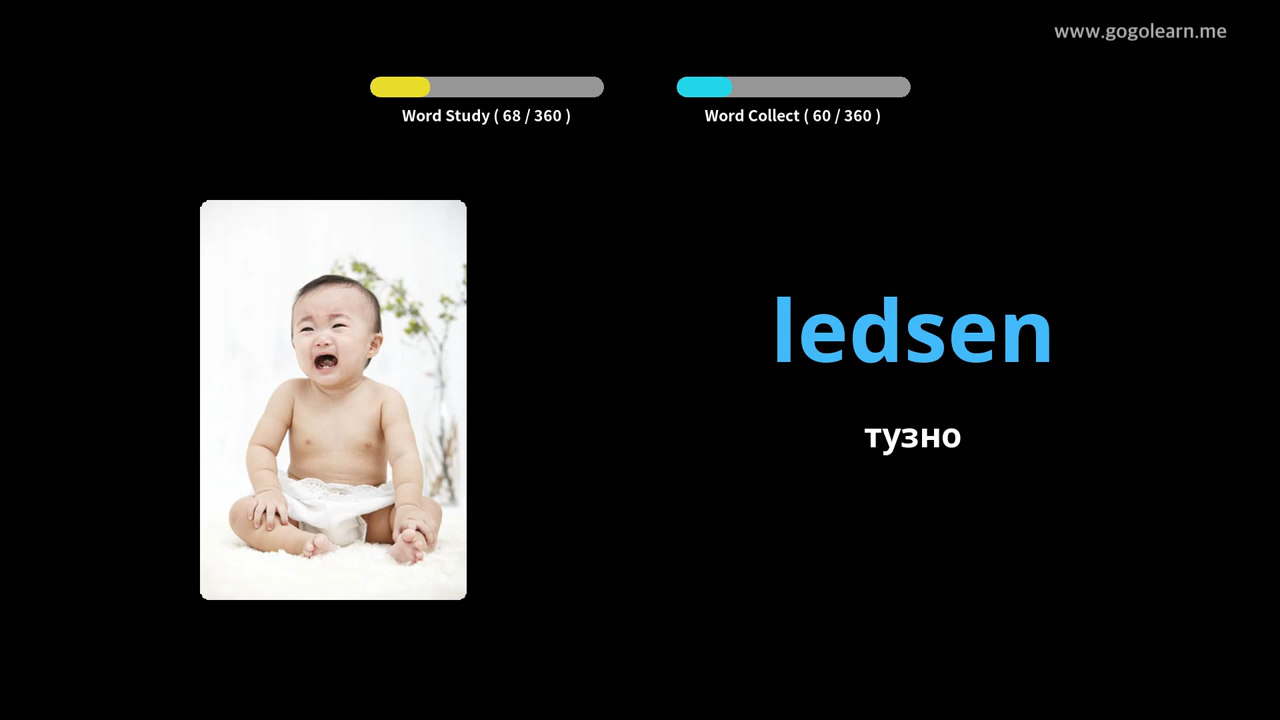 www.gogolearn.me
Word Study ( 68 / 360 )
Word Collect ( 60 / 360 )
ledsen
тузно